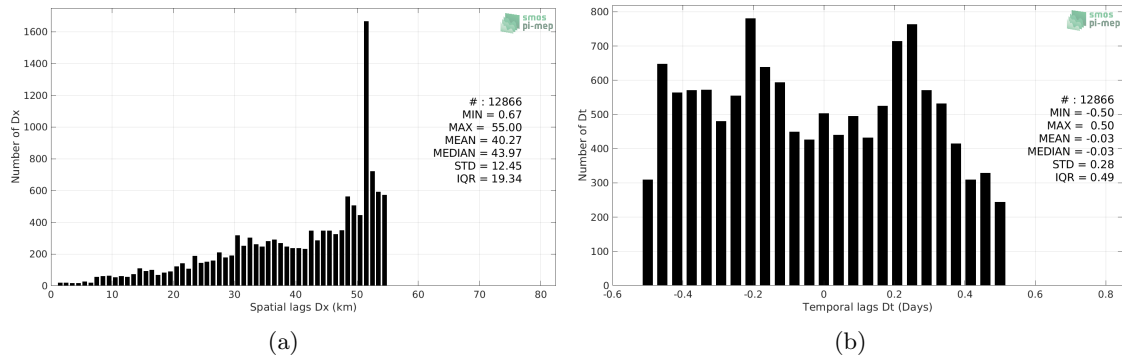 smos
pi-mep
Number of Dx
1600
1400
1200
1000
800
600
400
200
0
# : 12866
MIN = 0.67
MAX = 55.00
MEAN = 40.27
MEDIAN = 43.97
STD = 12.45
IQR = 19.34
0 10 20 30 40 50 60 70 80
Spatial lags Dx (km)
(a)
smos
pi-mep
Number of Dt
800
700
600
500
400
300
200
100
0
# : 12866
MIN = -0.50
MAX = 0.50
MEAN = -0.03
MEDIAN = -0.03
STD = 0.28
IQR = 0.49
-0.6 -0.4 -0.2 0 0.2 0.4 0.6 0.8
Temporal lags Dt (Days)
(b)